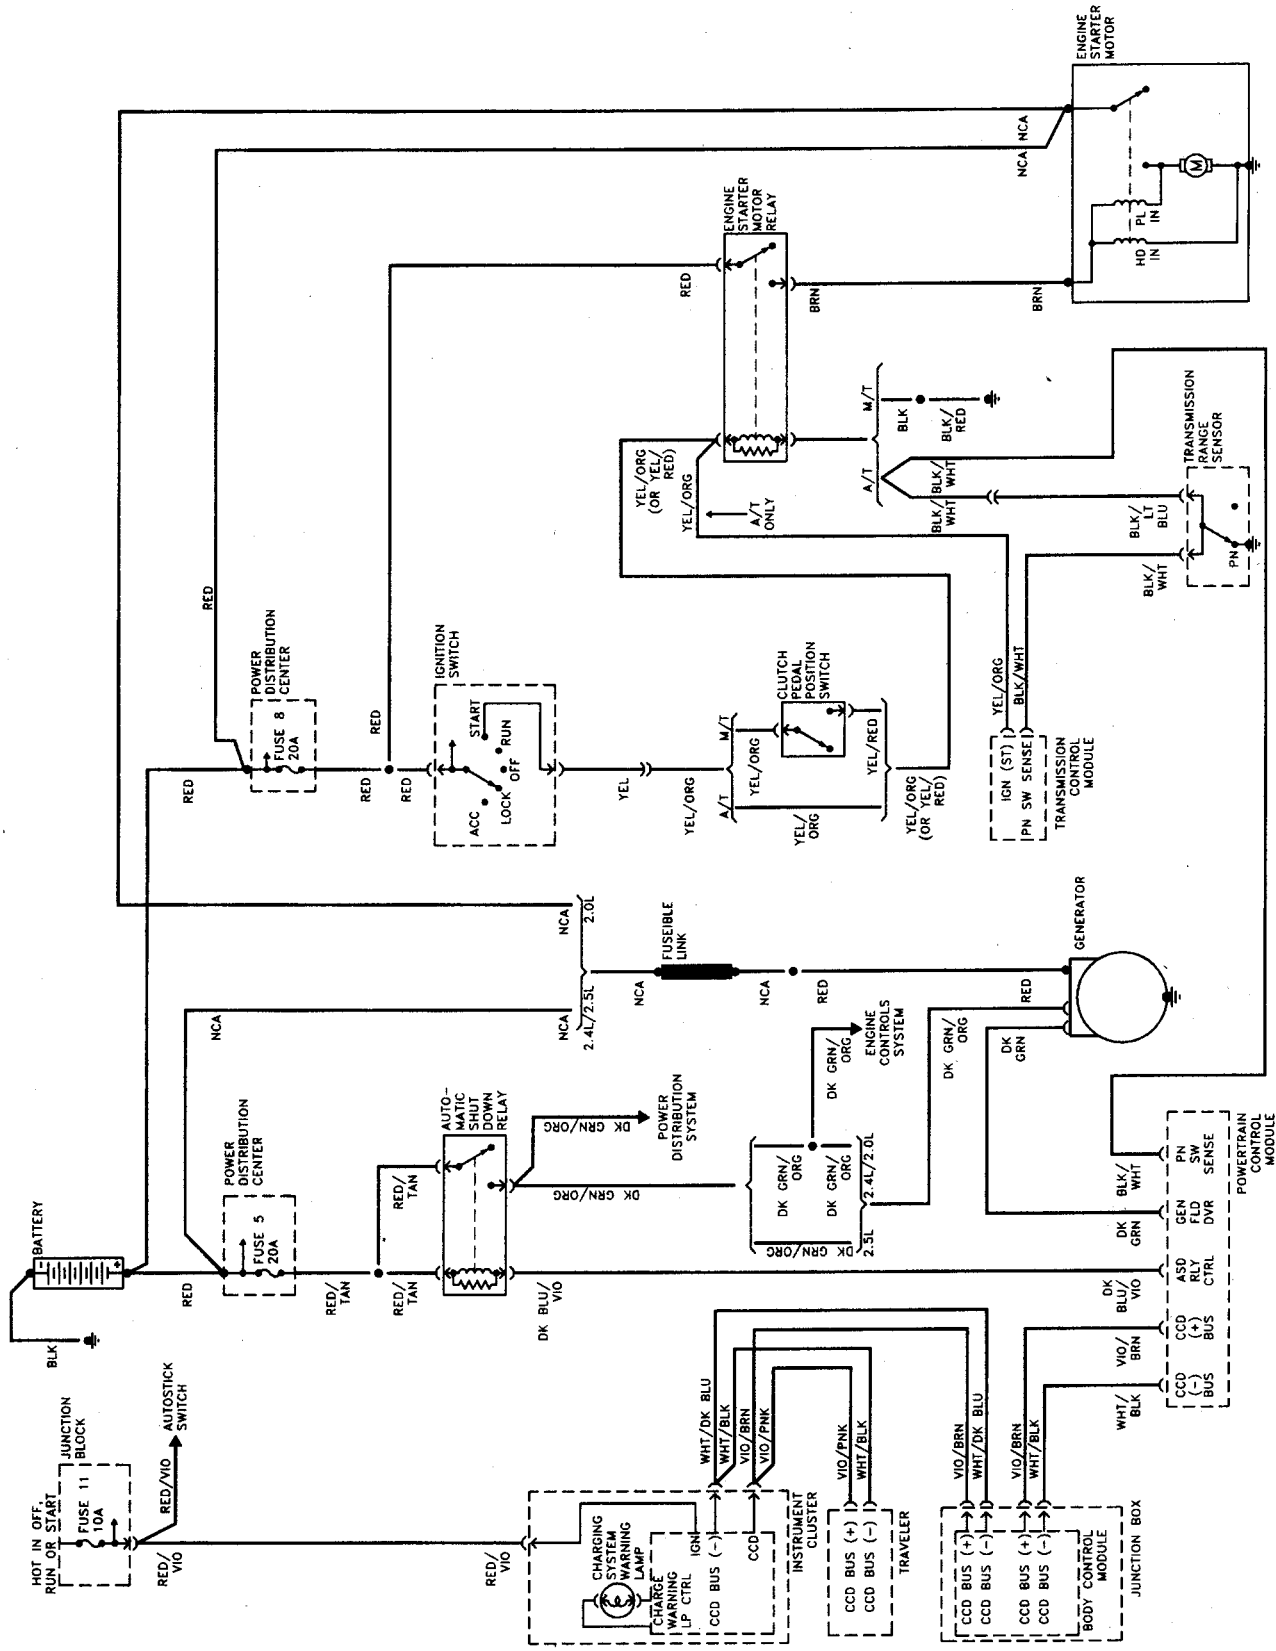 HOT IN OFF,
RUN OR START
JUNCTION
BLOCK
FUSE 11
10A
RED/VIO
AUTOSTICK
SWITCH
RED/
VIO
RED/
VIO
CHARGING
SYSTEM
WARNING
LAMP
CHARGE
WARNING
LP CTRL
IGN
CCD BUS (-)
CCD
INSTRUMENT
CLUSTER
WHT/DK BLU
WHT/BLK
VIO/BRN
VIO/PNK
VIO/PNK
WHT/BLK
CCD BUS (+)
CCD BUS (-)
TRAVELER
VIO/BRN
WHT/DK BLU
VIO/BRN
WHT/BLK
CCD BUS (+)
CCD BUS (-)
CCD BUS (+)
CCD BUS (-)
BODY CONTROL
MODULE
JUNCTION BOX
BATTERY
-
+
BLK
RED
POWER
DISTRIBUTION
CENTER
FUSE 5
20A
RED/
TAN
RED/
TAN
RED/
TAN
AUTO-
MATIC
SHUT
DOWN
RELAY
DK BLU/
VIO
DK GRN/ORG
DK GRN/ORG
POWER
DISTRIBUTION
SYSTEM
DK GRN/
ORG
DK GRN/
ORG
DK GRN/ORG
2.5L
2.4L/2.0L
DK GRN/
ORG
ENGINE
CONTROLS
SYSTEM
DK GRN/
ORG
DK
GRN
WHT/
BLK
VIO/
BRN
DK
BLU/
VIO
DK
GRN
BLK/
WHT
CCD
(-)
BUS
CCD
(+)
BUS
ASD
RLY
CTRL
GEN
FLD
DVR
PN
SW
SENSE
POWERTRAIN
CONTROL
MODULE
NCA
NCA
NCA
2.4L/2.5L
2.0L
NCA
FUSEIBLE
LINK
NCA
RED
RED
GENERATOR
RED
POWER
DISTRIBUTION
CENTER
FUSE 8
20A
RED
RED
RED
RED
IGNITION
SWITCH
ACC
LOCK
OFF
RUN
START
YEL
YEL/ORG
A/T
M/T
YEL/ORG
YEL/
ORG
CLUTCH
PEDAL
POSITION
SWITCH
YEL/RED
YEL/ORG
(OR YEL/
RED)
YEL/ORG
BLK/WHT
IGN (ST)
PN SW SENSE
TRANSMISSION
CONTROL
MODULE
YEL/ORG
(OR YEL/
RED)
YEL/ORG
A/T
ONLY
RED
ENGINE
STARTER
MOTOR
RELAY
BRN
BRN
A/T
M/T
BLK
BLK/
RED
BLK/
WHT
BLK/
WHT
BLK/
LT
BLU
BLK/
WHT
TRANSMISSION
RANGE
SENSOR
PN
NCA
NCA
ENGINE
STARTER
MOTOR
HD
IN
PL
IN
M